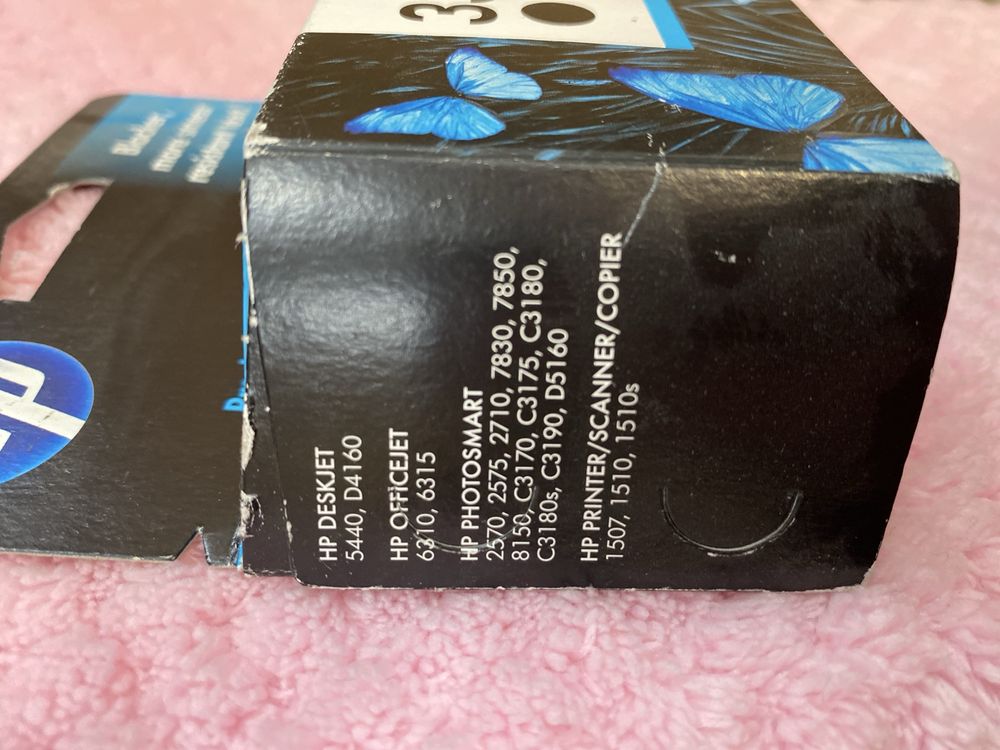 HP DESKJET
5440, D4160
HP OFFICEJET
6310, 6315
HP PHOTOSMART
2570, 2575, 2710, 7830, 7850,
8150, C3170, C3175, C3180,
C3180s, C3190, D5160
HP PRINTER/SCANNER/COPIER
1507, 1510, 1510s
hp